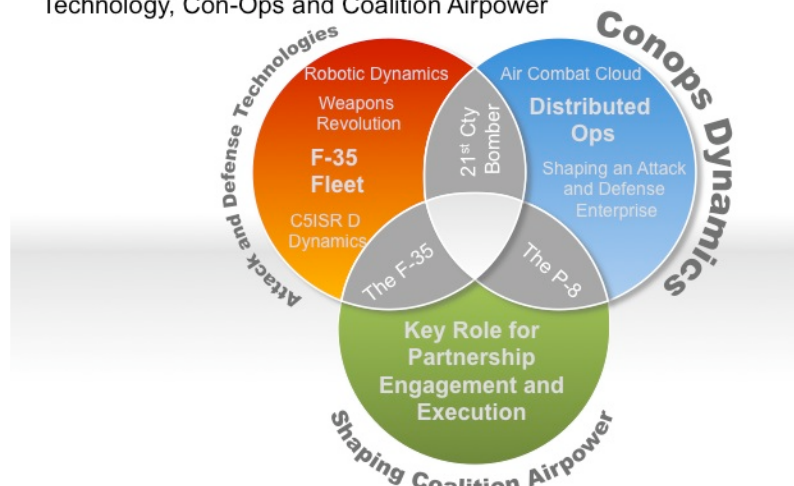 Technology, Con-Ops and Coalition Airpower
Attack and Defense Technologies
Conops Dynamics
Robotic Dynamics
Weapons
Revolution
F-35
Fleet
C5ISR D
Dynamics
21st Cty
Bomber
Air Combat Cloud
Distributed
Ops
Shaping an Attack
and Defense
Enterprise
The F-35
The P-8
Key Role for
Partnership
Engagement and
Execution
Shaping Coalition Airpower